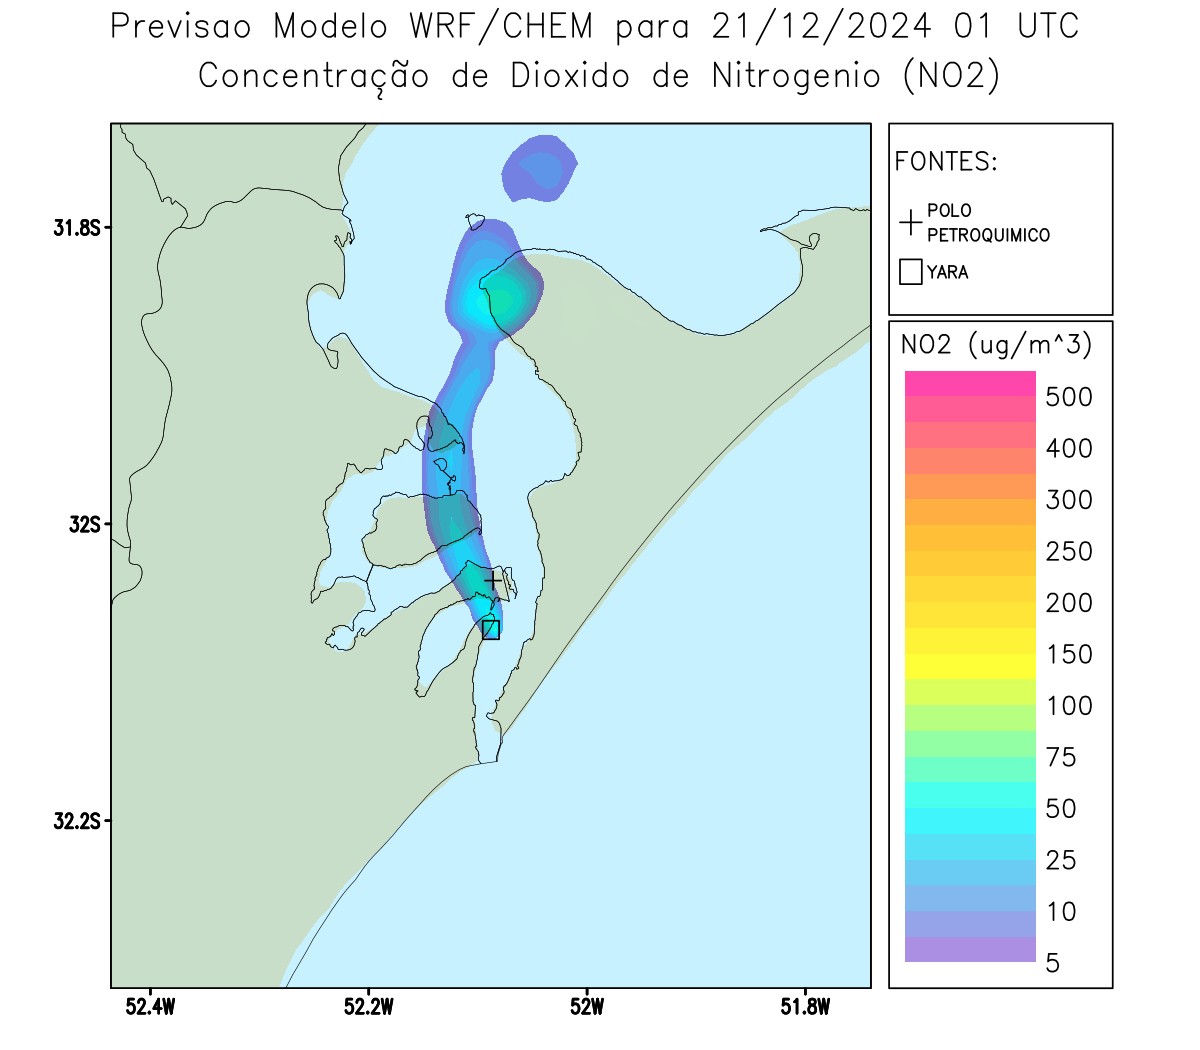 Previsao Modelo WRF/CHEM para 21/12/2024 01 UTC
Concentração de Dioxido de Nitrogenio (NO2)
FONTES:
POLO
PETROQUIMICO
YARA
NO2 (ug/m^3)
500
400
300
250
200
150
100
75
50
25
10
5
31.8S
32S
32.2S
52.4W
52.2W
52W
51.8W